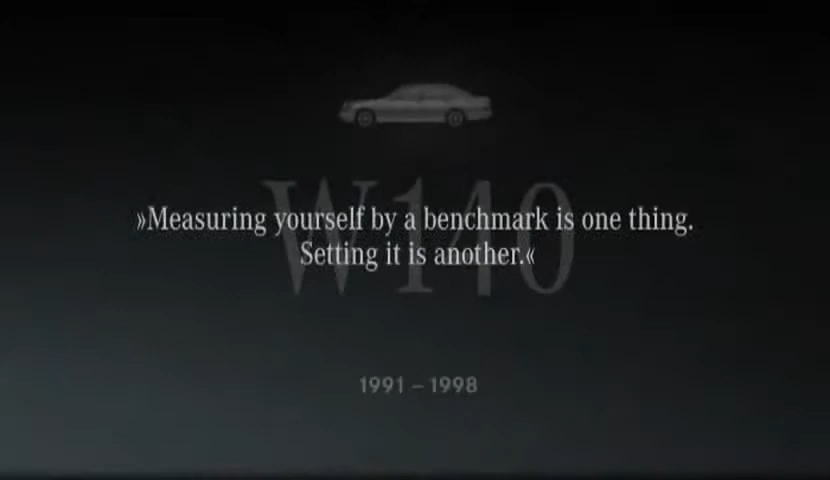 W140
»Measuring yourself by a benchmark is one thing.
Setting it is another.«
1991 – 1998